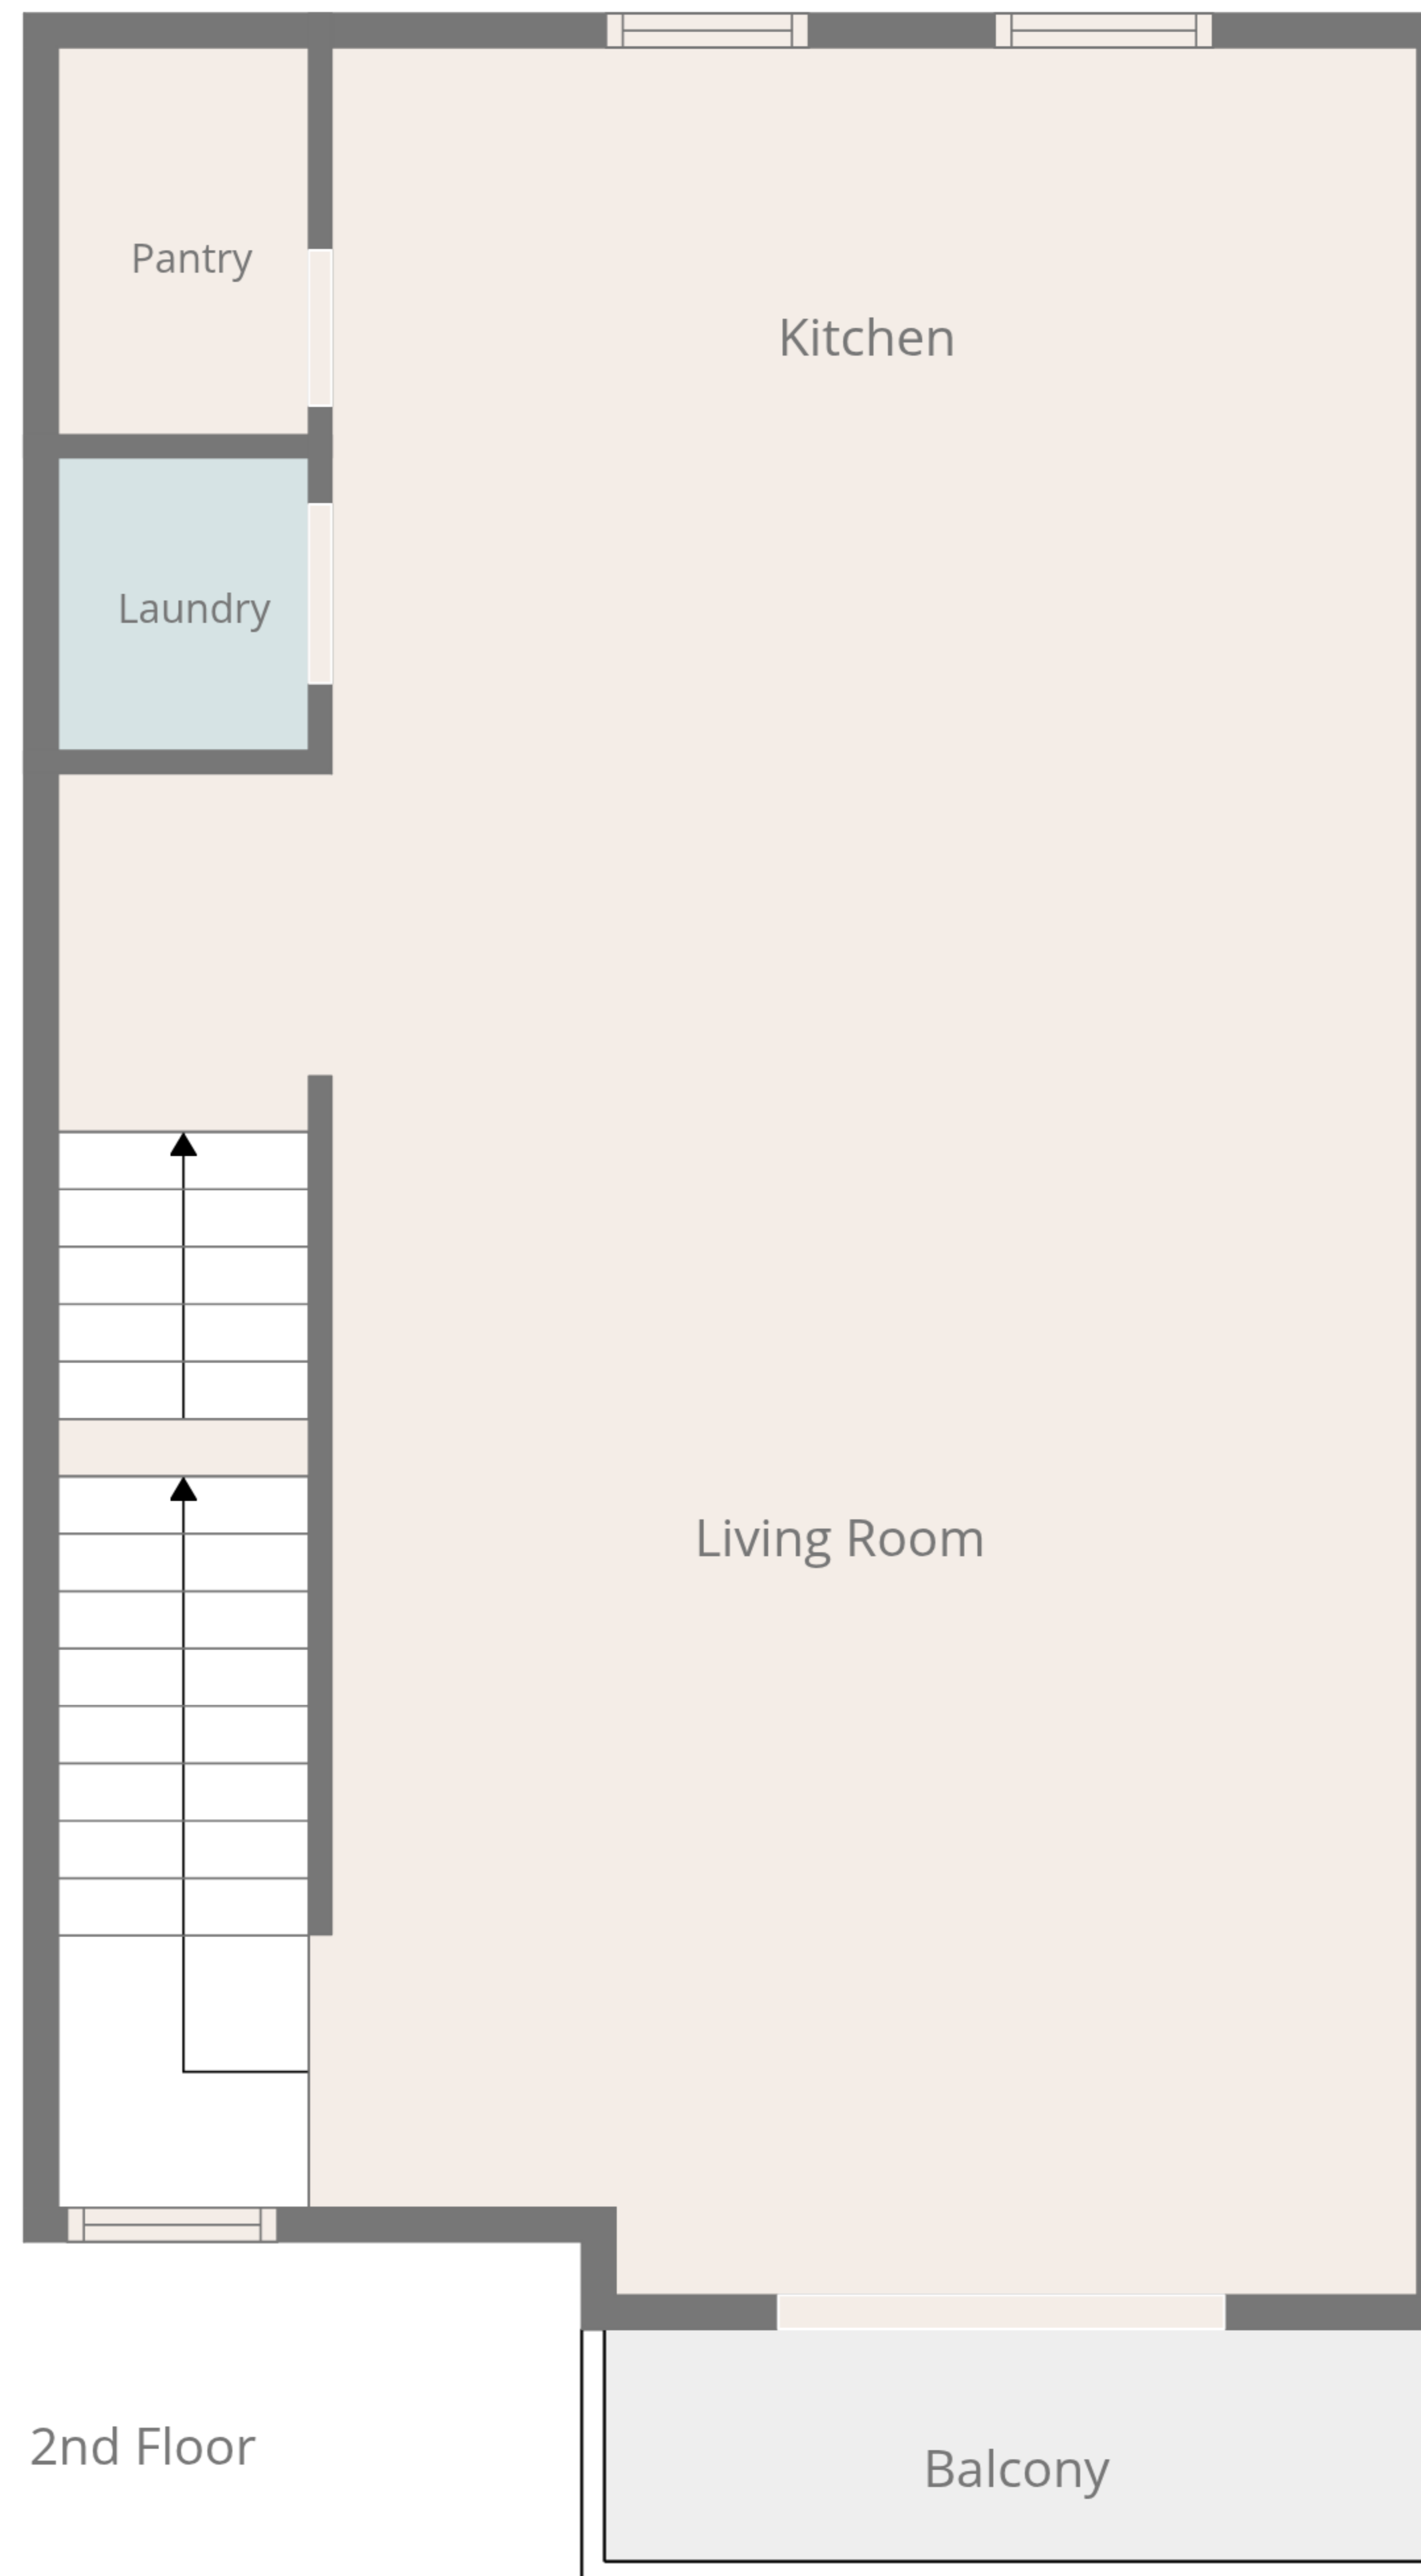 Pantry
Kitchen
Laundry
Living Room
2nd Floor
Balcony